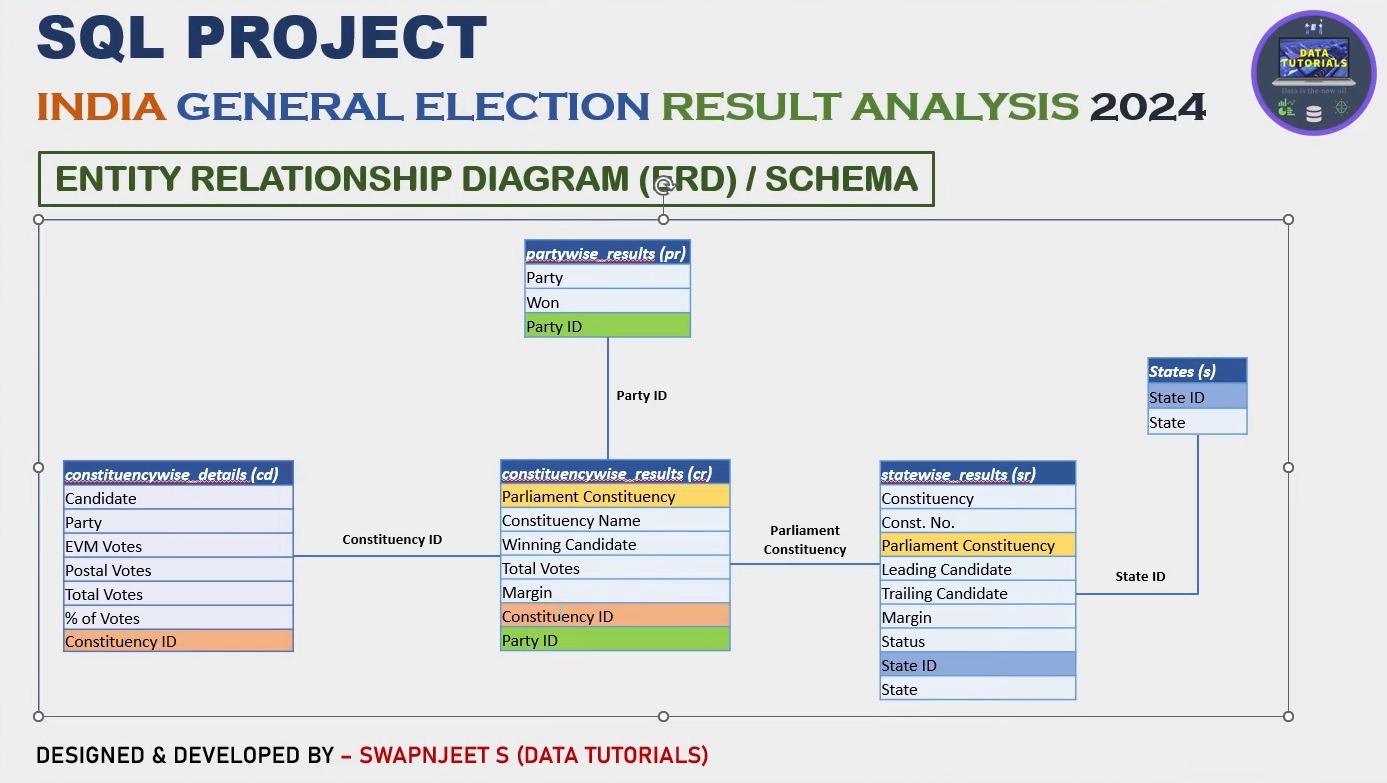 SQL PROJECT
INDIA GENERAL ELECTION RESULT ANALYSIS 2024
DATA
TUTORIALS
Data is the new oil
ENTITY RELATIONSHIP DIAGRAM (ERD) / SCHEMA
partywise_results (pr)
Party
Won
Party ID
Party ID
States (s)
State ID
State
constituencywise_details (cd)
Candidate
Party
EVM Votes
Postal Votes
Total Votes
% of Votes
Constituency ID
Constituency ID
constituencywise_results (cr)
Parliament Constituency
Constituency Name
Winning Candidate
Total Votes
Margin
Constituency ID
Party ID
Parliament
Constituency
statewise_results (sr)
Constituency
Const. No.
Parliament Constituency
Leading Candidate
Trailing Candidate
Margin
Status
State ID
State
State ID
DESIGNED & DEVELOPED BY – SWAPNJEET S (DATA TUTORIALS)